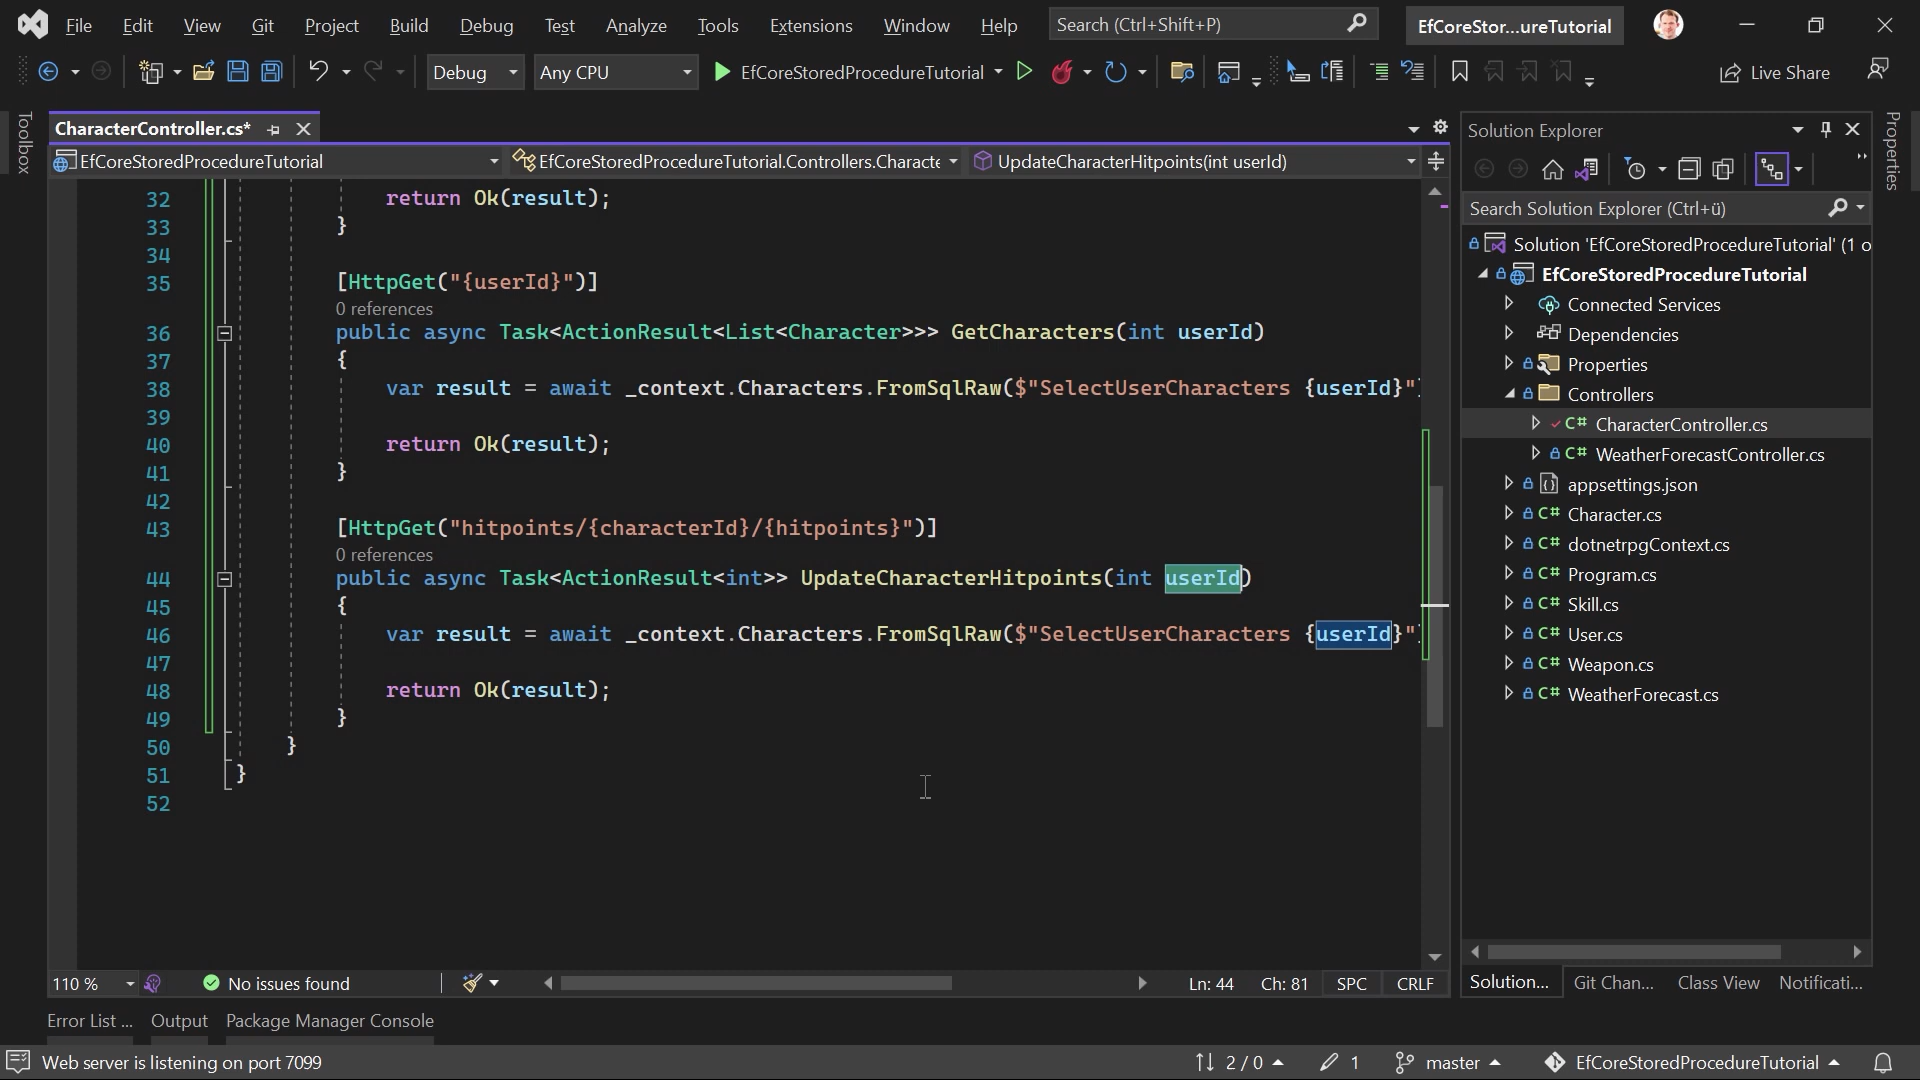 File Edit View Git Project Build Debug Test Analyze Tools Extensions Window Help Search (Ctrl+Shift+P) EfCoreStor...ureTutorial
Debug Any CPU EfCoreStoredProcedureTutorial Live Share
Toolbox
CharacterController.cs*
EfCoreStoredProcedureTutorial EfCoreStoredProcedureTutorial.Controllers.Characte UpdateCharacterHitpoints(int userId)
32 return Ok(result);
33 }
34
35 [HttpGet("{userId}")]
0 references
36 public async Task<ActionResult<List<Character>>> GetCharacters(int userId)
37 {
38 var result = await _context.Characters.FromSqlRaw($"SelectUserCharacters {userId}")
39
40 return Ok(result);
41 }
42
43 [HttpGet("hitpoints/{characterId}/{hitpoints}")]
0 references
44 public async Task<ActionResult<int>> UpdateCharacterHitpoints(int userId)
45 {
46 var result = await _context.Characters.FromSqlRaw($"SelectUserCharacters {userId}")
47
48 return Ok(result);
49 }
50 }
51 }
52
110 % No issues found Ln: 44 Ch: 81 SPC CRLF
Solution Explorer
Search Solution Explorer (Ctrl+ü)
Solution 'EfCoreStoredProcedureTutorial' (1 o
EfCoreStoredProcedureTutorial
Connected Services
Dependencies
Properties
Controllers
C# CharacterController.cs
C# WeatherForecastController.cs
appsettings.json
C# Character.cs
C# dotnetrpgContext.cs
C# Program.cs
C# Skill.cs
C# User.cs
C# Weapon.cs
C# WeatherForecast.cs
Solution... Git Chan... Class View Notificati...
Properties
Error List ... Output Package Manager Console
Web server is listening on port 7099 2 / 0 1 master EfCoreStoredProcedureTutorial